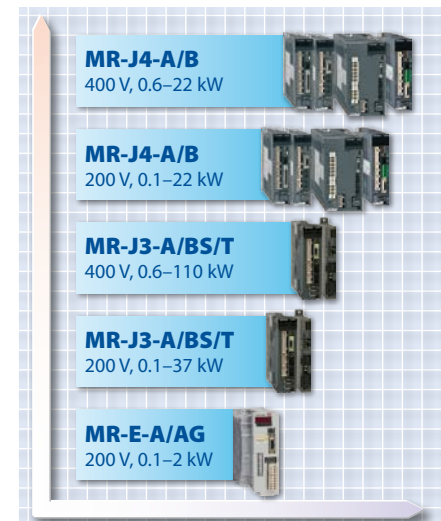 MR-J4-A/B
400 V, 0.6–22 kW
MR-J4-A/B
200 V, 0.1–22 kW
MR-J3-A/BS/T
400 V, 0.6–110 kW
MR-J3-A/BS/T
200 V, 0.1–37 kW
MR-E-A/AG
200 V, 0.1–2 kW